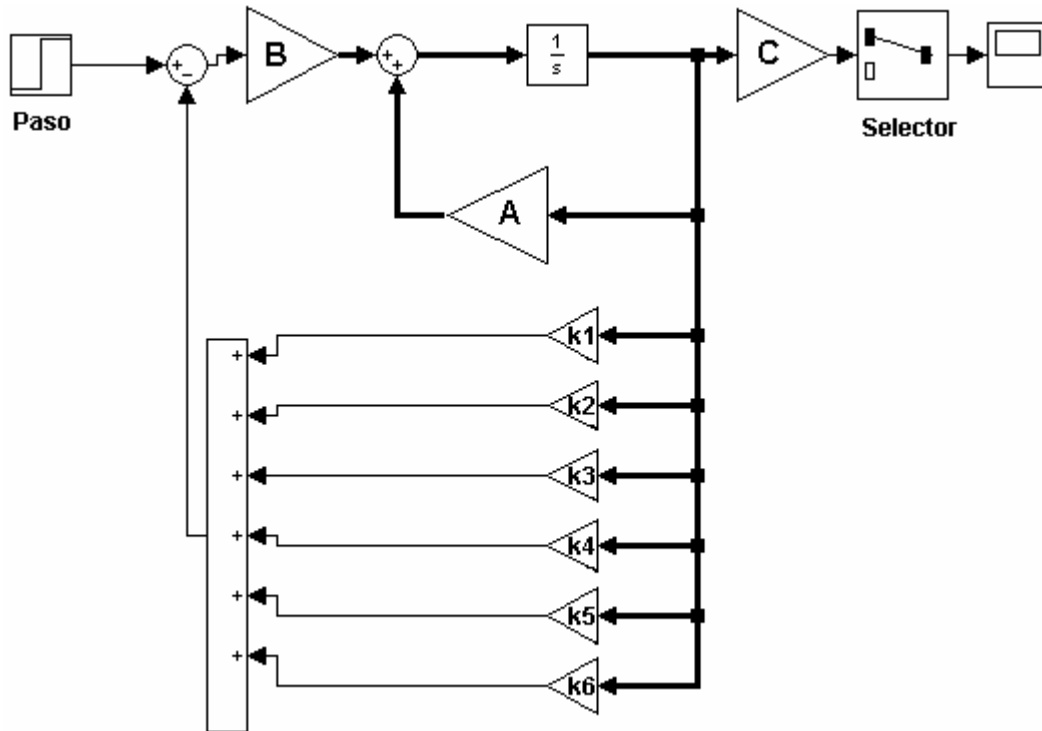 Paso
+
−
B
+
+
1
s
C
Selector
A
+ k1
+ k2
+ k3
+ k4
+ k5
+ k6